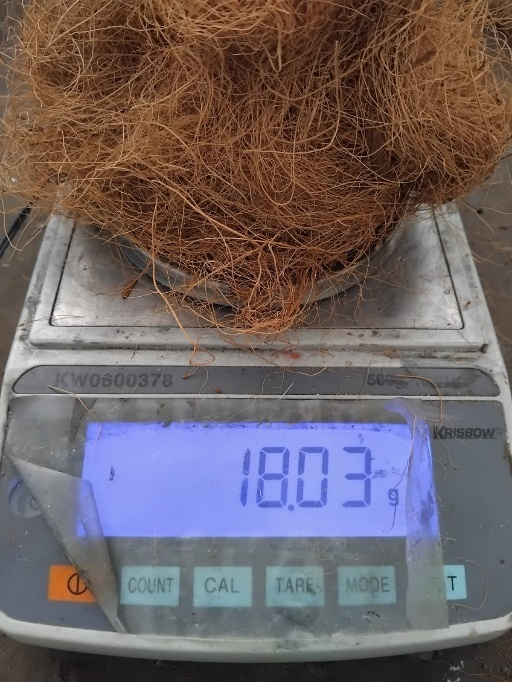 KW0600378
KRISBOW
18.03 g
COUNT
CAL
TARE
MODE
T